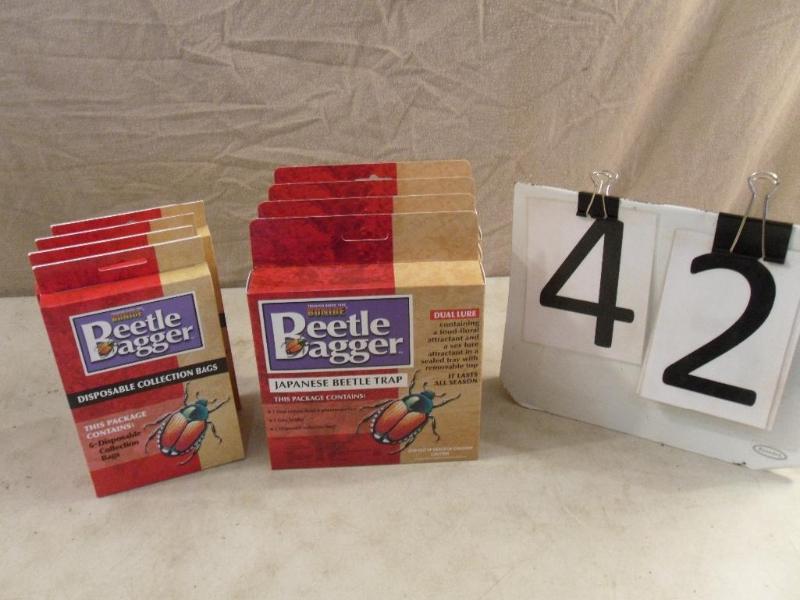 BONIDE
Beetle
Bagger
DISPOSABLE COLLECTION BAGS
THIS PACKAGE
CONTAINS:
6-Disposable
Collection
Bags
BONIDE
Beetle
Bagger
JAPANESE BEETLE TRAP
THIS PACKAGE CONTAINS:
DUAL LURE
containing
a food-floral
attractant and
a sex lure
attractant in a
sealed tray with
removable top
IT LASTS
ALL SEASON
4
2